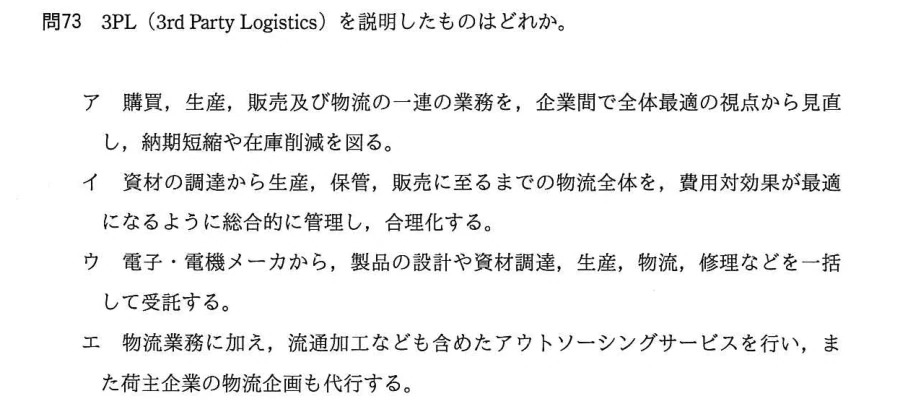 問73 3PL（3rd Party Logistics）を説明したものはどれか。
ア 購買，生産，販売及び物流の一連の業務を，企業間で全体最適の視点から見直
し，納期短縮や在庫削減を図る。
イ 資材の調達から生産，保管，販売に至るまでの物流全体を，費用対効果が最適
になるように総合的に管理し，合理化する。
ウ 電子・電機メーカから，製品の設計や資材調達，生産，物流，修理などを一括
して受託する。
エ 物流業務に加え，流通加工なども含めたアウトソーシングサービスを行い，ま
た荷主企業の物流企画も代行する。